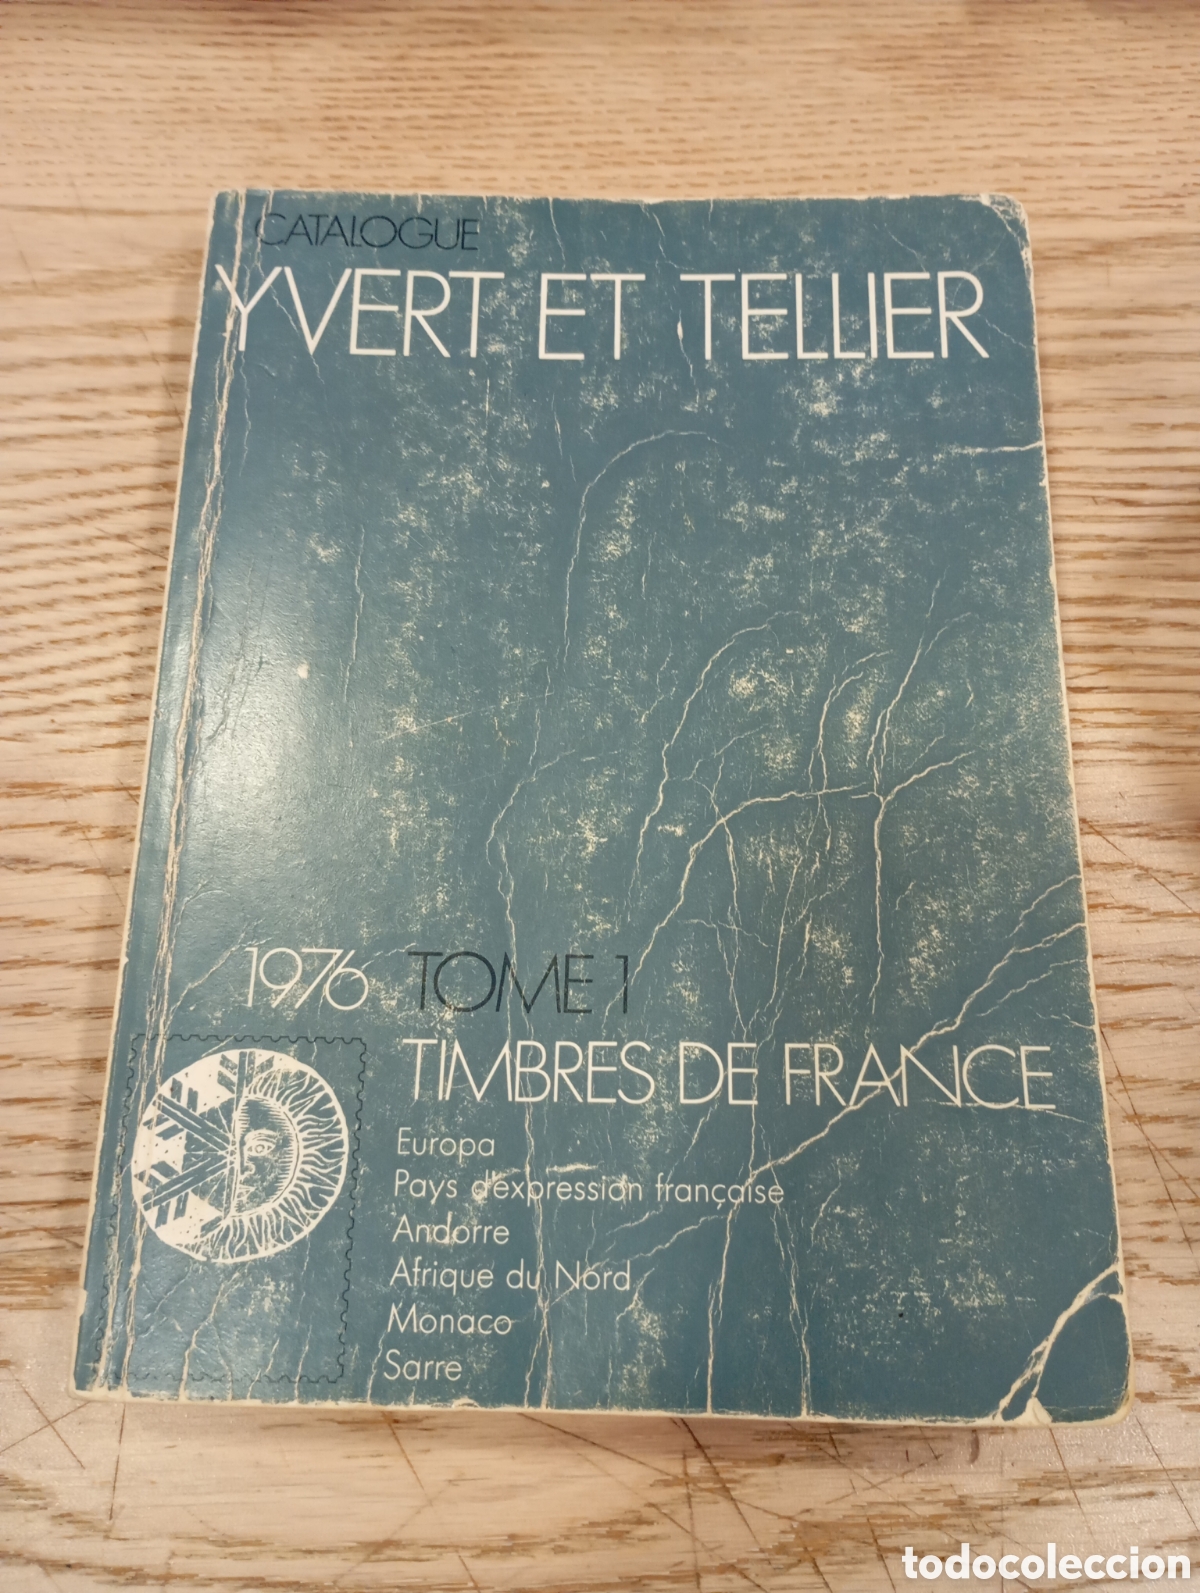 CATALOGUE
YVERT ET TELLIER
1976 TOME 1
TIMBRES DE FRANCE
Europa
Pays d'expression française
Andorre
Afrique du Nord
Monaco
Sarre
todocoleccion